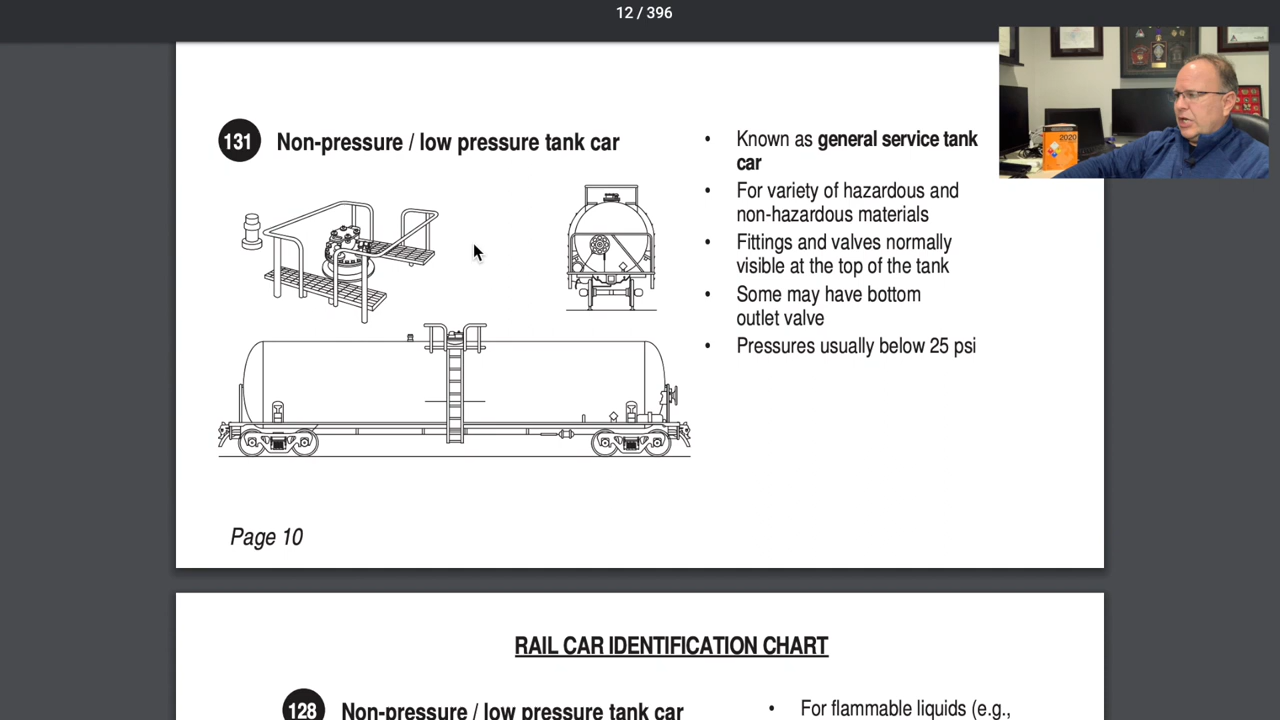 12 / 396
131 Non-pressure / low pressure tank car
• Known as general service tank
car
• For variety of hazardous and
non-hazardous materials
• Fittings and valves normally
visible at the top of the tank
• Some may have bottom
outlet valve
• Pressures usually below 25 psi
2020
Page 10
RAIL CAR IDENTIFICATION CHART
128 Non-pressure / low pressure tank car
• For flammable liquids (e.g.,